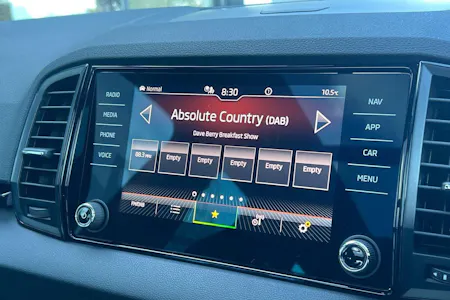 Normal 8:30 10.5°C
RADIO
MEDIA
PHONE
VOICE
Absolute Country (DAB)
Dave Berry Breakfast Show
88.3 MHz Empty Empty Empty Empty Empty
NAV
APP
CAR
MENU